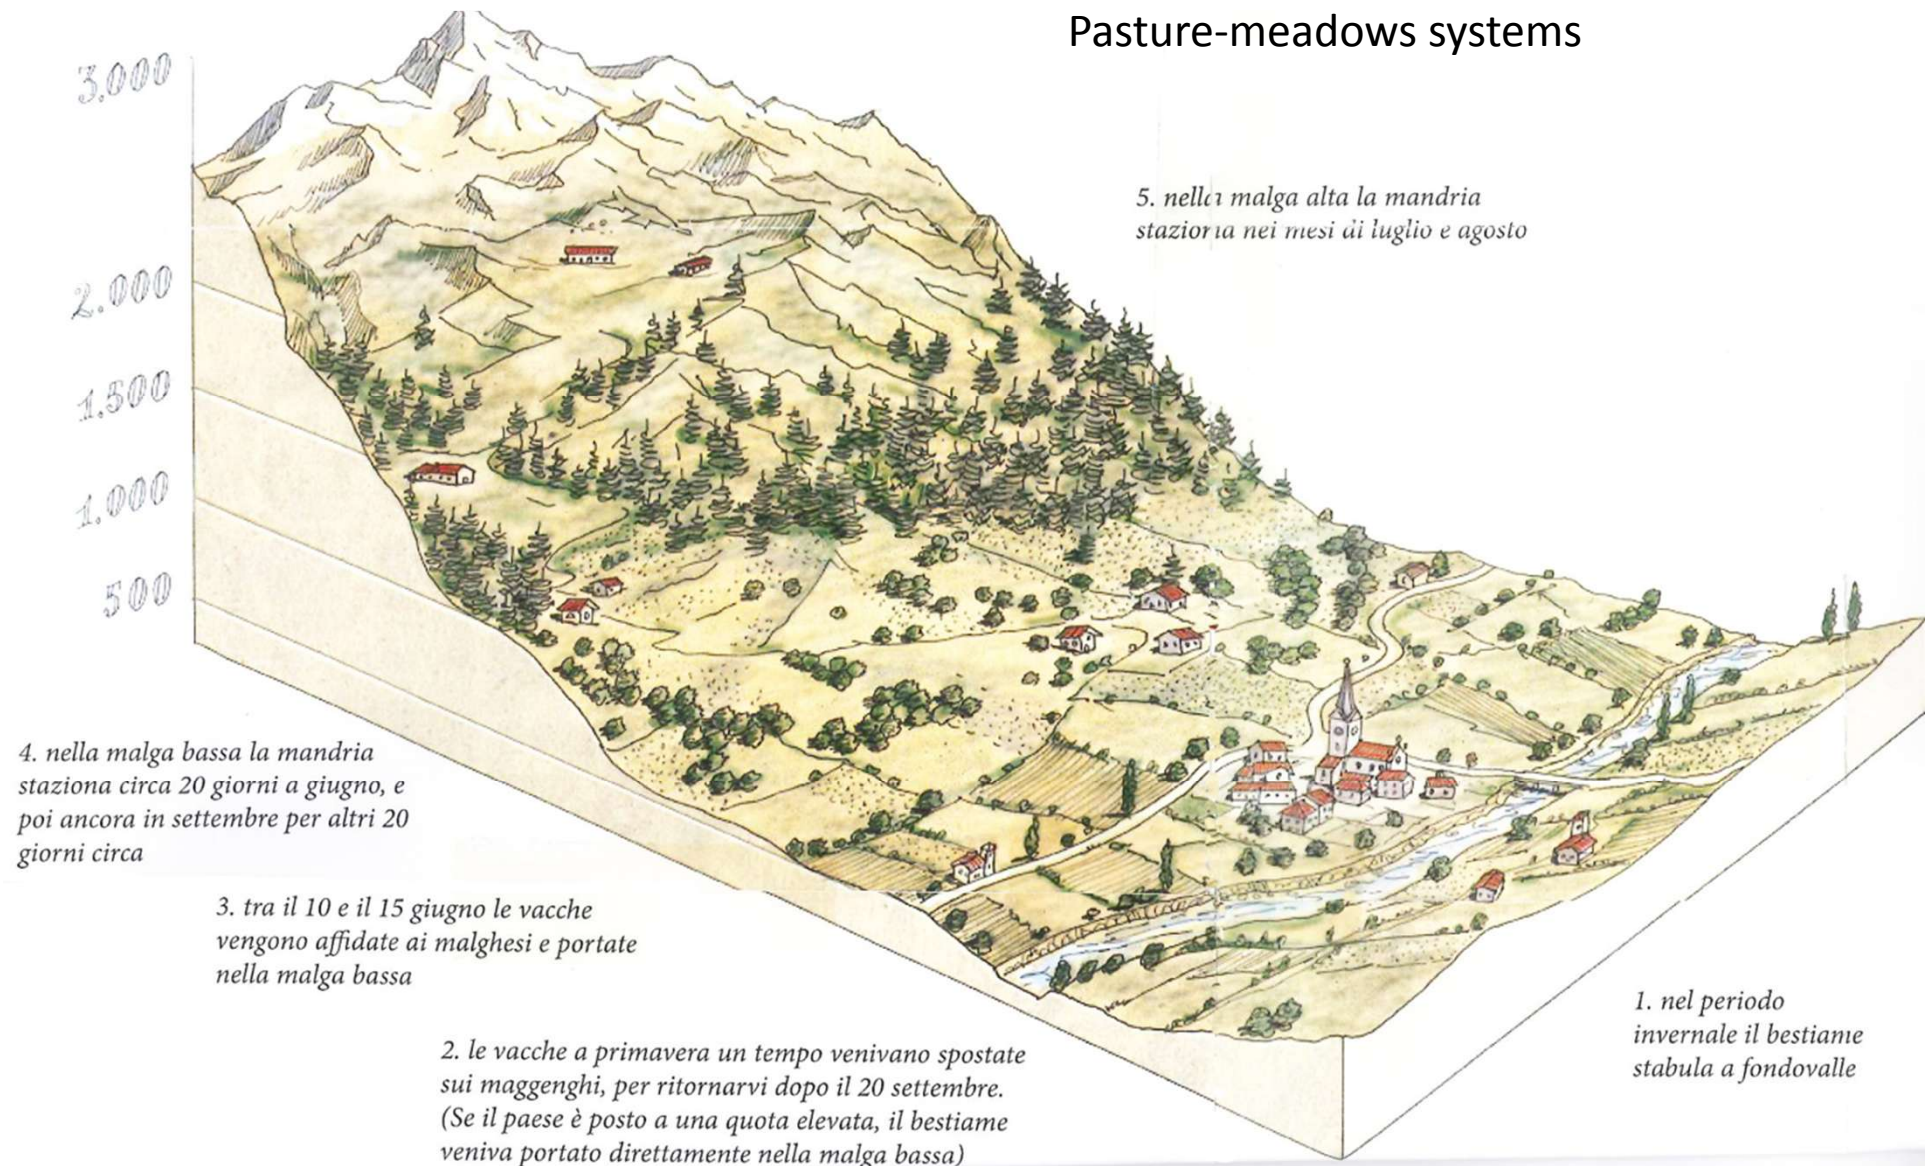 Pasture-meadows systems
3.000
2.000
1.500
1.000
500
5. nella malga alta la mandria
staziona nei mesi di luglio e agosto
4. nella malga bassa la mandria
staziona circa 20 giorni a giugno, e
poi ancora in settembre per altri 20
giorni circa
3. tra il 10 e il 15 giugno le vacche
vengono affidate ai malghesi e portate
nella malga bassa
2. le vacche a primavera un tempo venivano spostate
sui maggenghi, per ritornarvi dopo il 20 settembre.
(Se il paese è posto a una quota elevata, il bestiame
veniva portato direttamente nella malga bassa)
1. nel periodo
invernale il bestiame
stabula a fondovalle